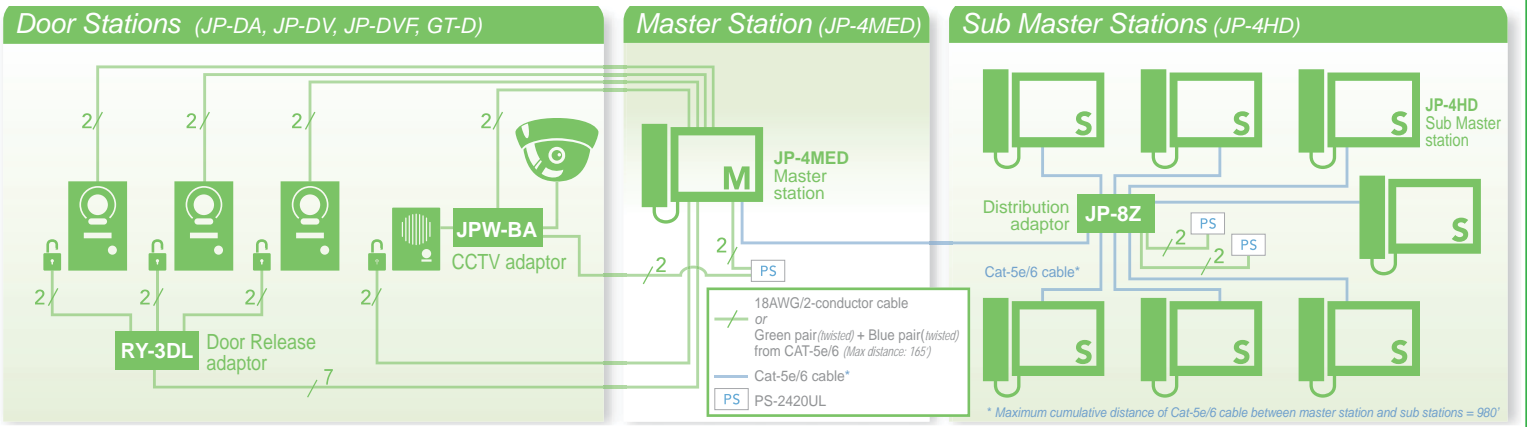 Door Stations (JP-DA, JP-DV, JP-DVF, GT-D)
2
2
2
2
JPW-BA
CCTV adaptor
2
2
2
2
RY-3DL
Door Release
adaptor
7
Master Station (JP-4MED)
M
JP-4MED
Master
station
2
2
PS
18AWG/2-conductor cable
or
Green pair(twisted) + Blue pair(twisted)
from CAT-5e/6 (Max distance: 165')
Cat-5e/6 cable*
PS PS-2420UL
Sub Master Stations (JP-4HD)
S
S
S
JP-4HD
Sub Master
station
Distribution
adaptor
JP-8Z
S
2
PS
2
PS
Cat-5e/6 cable*
S
S
S
* Maximum cumulative distance of Cat-5e/6 cable between master station and sub stations = 980'